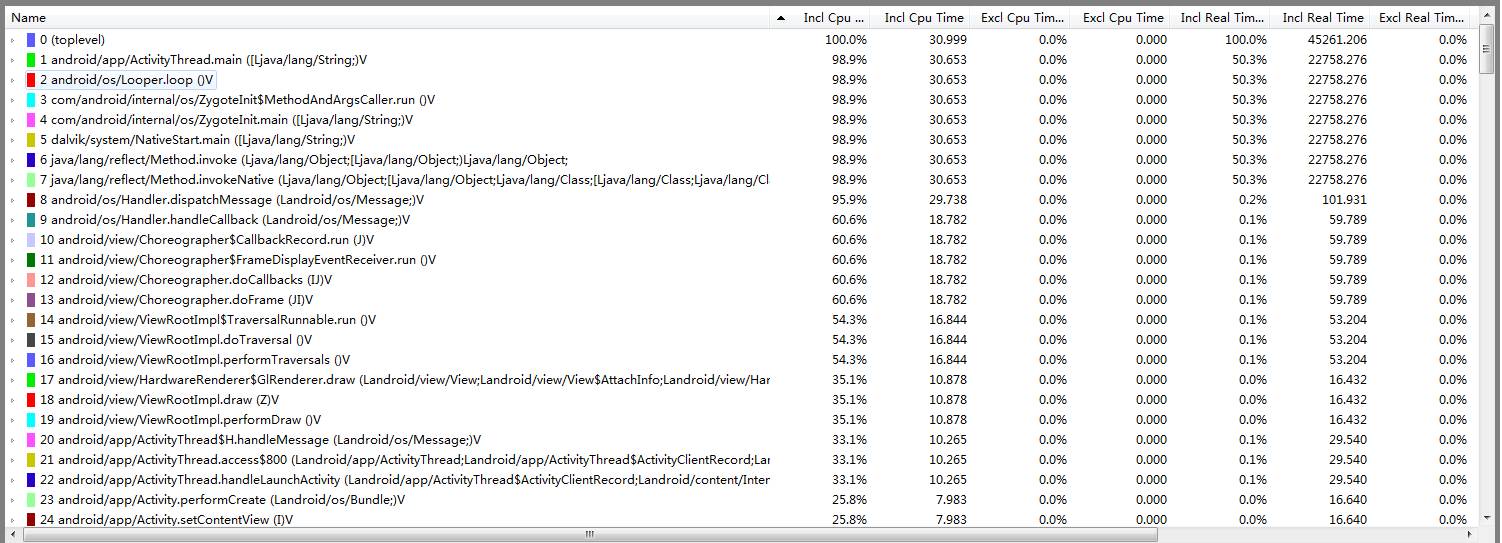 Name Incl Cpu ... Incl Cpu Time Excl Cpu Tim... Excl Cpu Time Incl Real Tim... Incl Real Time Excl Real Tim...
0 (toplevel) 100.0% 30.999 0.0% 0.000 100.0% 45261.206 0.0%
1 android/app/ActivityThread.main ([Ljava/lang/String;)V 98.9% 30.653 0.0% 0.000 50.3% 22758.276 0.0%
2 android/os/Looper.loop ()V 98.9% 30.653 0.0% 0.000 50.3% 22758.276 0.0%
3 com/android/internal/os/ZygoteInit$MethodAndArgsCaller.run ()V 98.9% 30.653 0.0% 0.000 50.3% 22758.276 0.0%
4 com/android/internal/os/ZygoteInit.main ([Ljava/lang/String;)V 98.9% 30.653 0.0% 0.000 50.3% 22758.276 0.0%
5 dalvik/system/NativeStart.main ([Ljava/lang/String;)V 98.9% 30.653 0.0% 0.000 50.3% 22758.276 0.0%
6 java/lang/reflect/Method.invoke (Ljava/lang/Object;[Ljava/lang/Object;)Ljava/lang/Object; 98.9% 30.653 0.0% 0.000 50.3% 22758.276 0.0%
7 java/lang/reflect/Method.invokeNative (Ljava/lang/Object;[Ljava/lang/Object;Ljava/lang/Class;[Ljava/lang/Class;Ljava/lang/Cl 98.9% 30.653 0.0% 0.000 50.3% 22758.276 0.0%
8 android/os/Handler.dispatchMessage (Landroid/os/Message;)V 95.9% 29.738 0.0% 0.000 0.2% 101.931 0.0%
9 android/os/Handler.handleCallback (Landroid/os/Message;)V 60.6% 18.782 0.0% 0.000 0.1% 59.789 0.0%
10 android/view/Choreographer$CallbackRecord.run (J)V 60.6% 18.782 0.0% 0.000 0.1% 59.789 0.0%
11 android/view/Choreographer$FrameDisplayEventReceiver.run ()V 60.6% 18.782 0.0% 0.000 0.1% 59.789 0.0%
12 android/view/Choreographer.doCallbacks (IJ)V 60.6% 18.782 0.0% 0.000 0.1% 59.789 0.0%
13 android/view/Choreographer.doFrame (JI)V 60.6% 18.782 0.0% 0.000 0.1% 59.789 0.0%
14 android/view/ViewRootImpl$TraversalRunnable.run ()V 54.3% 16.844 0.0% 0.000 0.1% 53.204 0.0%
15 android/view/ViewRootImpl.doTraversal ()V 54.3% 16.844 0.0% 0.000 0.1% 53.204 0.0%
16 android/view/ViewRootImpl.performTraversals ()V 54.3% 16.844 0.0% 0.000 0.1% 53.204 0.0%
17 android/view/HardwareRenderer$GlRenderer.draw (Landroid/view/View;Landroid/view/View$AttachInfo;Landroid/view/Har 35.1% 10.878 0.0% 0.000 0.0% 16.432 0.0%
18 android/view/ViewRootImpl.draw (Z)V 35.1% 10.878 0.0% 0.000 0.0% 16.432 0.0%
19 android/view/ViewRootImpl.performDraw ()V 35.1% 10.878 0.0% 0.000 0.0% 16.432 0.0%
20 android/app/ActivityThread$H.handleMessage (Landroid/os/Message;)V 33.1% 10.265 0.0% 0.000 0.1% 29.540 0.0%
21 android/app/ActivityThread.access$800 (Landroid/app/ActivityThread;Landroid/app/ActivityThread$ActivityClientRecord;Lar 33.1% 10.265 0.0% 0.000 0.1% 29.540 0.0%
22 android/app/ActivityThread.handleLaunchActivity (Landroid/app/ActivityThread$ActivityClientRecord;Landroid/content/Inter 33.1% 10.265 0.0% 0.000 0.1% 29.540 0.0%
23 android/app/Activity.performCreate (Landroid/os/Bundle;)V 25.8% 7.983 0.0% 0.000 0.0% 16.640 0.0%
24 android/app/Activity.setContentView (I)V 25.8% 7.983 0.0% 0.000 0.0% 16.640 0.0%